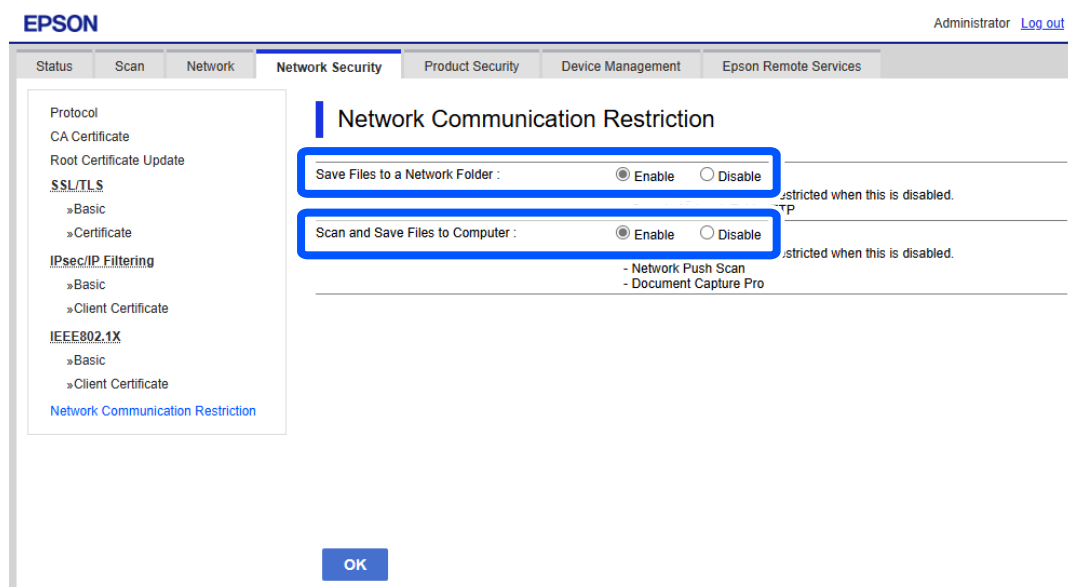 EPSON
Administrator Log out
Status Scan Network Network Security Product Security Device Management Epson Remote Services
Protocol
CA Certificate
Root Certificate Update
SSL/TLS
»Basic
»Certificate
IPsec/IP Filtering
»Basic
»Client Certificate
IEEE802.1X
»Basic
»Client Certificate
Network Communication Restriction
Network Communication Restriction
Save Files to a Network Folder : Enable Disable
when this is disabled.
Scan and Save Files to Computer : Enable Disable
when this is disabled.
- Network Push Scan
- Document Capture Pro
OK